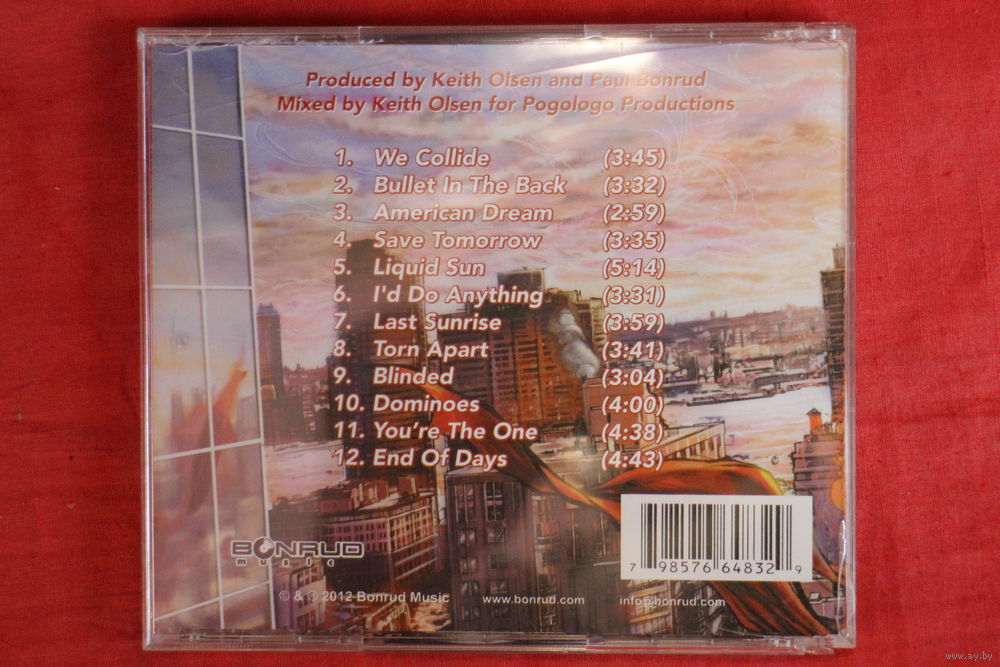 Produced by Keith Olsen and Paul Bonrud
Mixed by Keith Olsen for Pogologo Productions
1. We Collide (3:45)
2. Bullet In The Back (3:32)
3. American Dream (2:59)
4. Save Tomorrow (3:35)
5. Liquid Sun (5:14)
6. I'd Do Anything (3:31)
7. Last Sunrise (3:59)
8. Torn Apart (3:41)
9. Blinded (3:04)
10. Dominoes (4:00)
11. You're The One (4:38)
12. End Of Days (4:43)
BONRUD
music
7 98576 64832 9
© & ℗ 2012 Bonrud Music www.bonrud.com info@bonrud.com
www.ay.by